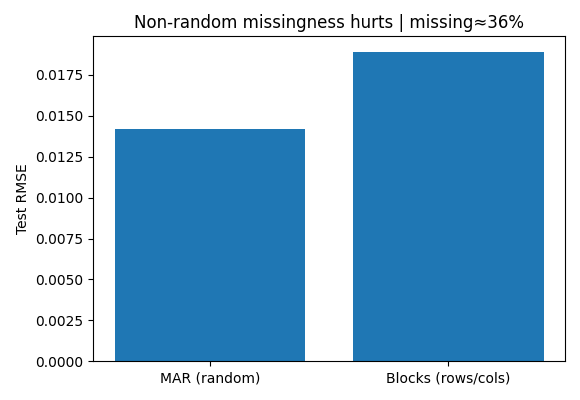 Non-random missingness hurts | missing≈36%
Test RMSE
0.0175
0.0150
0.0125
0.0100
0.0075
0.0050
0.0025
0.0000
MAR (random)
Blocks (rows/cols)